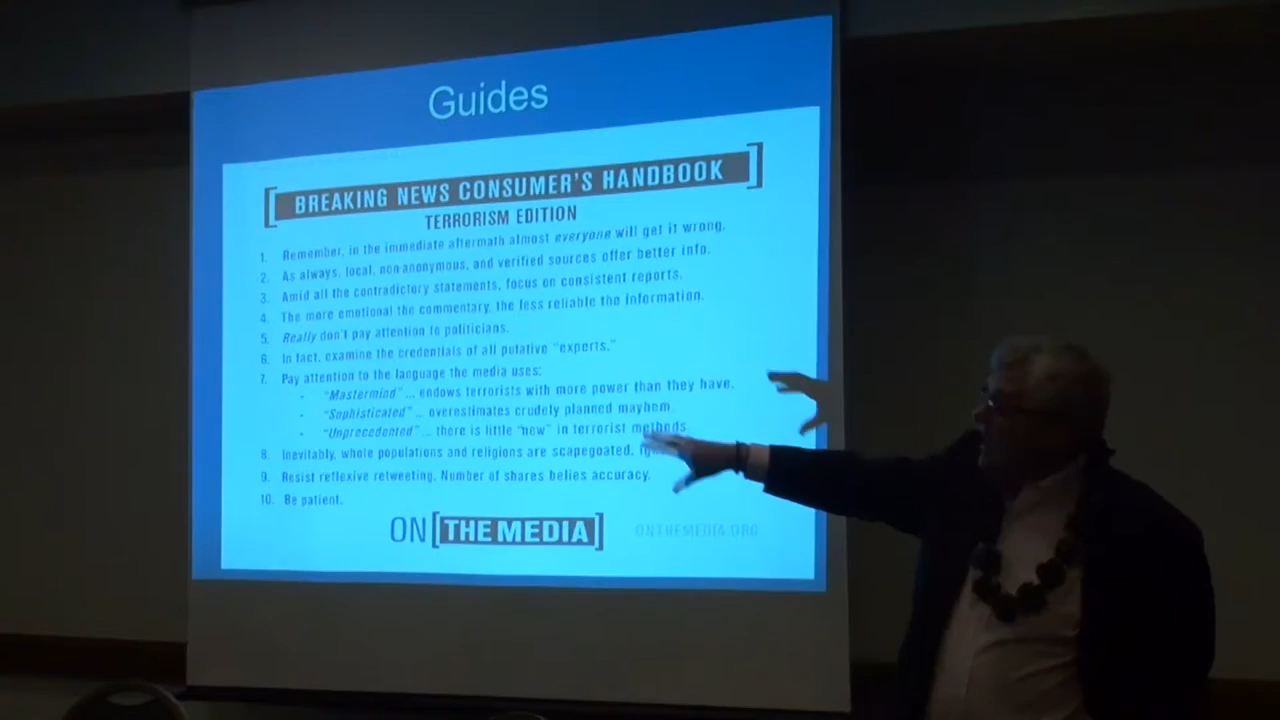 Guides
[BREAKING NEWS CONSUMER'S HANDBOOK]
TERRORISM EDITION
1. Remember, in the immediate aftermath almost everyone will get it wrong.
2. As always, local, non-anonymous, and verified sources offer better info.
3. Amid all the contradictory statements, focus on consistent reports.
4. The more emotional the commentary, the less reliable the information.
5. Really don't pay attention to politicians.
6. In fact, examine the credentials of all putative "experts."
7. Pay attention to the language the media uses:
- "Mastermind"... endows terrorists with more power than they have.
- "Sophisticated"... overestimates crudely planned mayhem.
- "Unprecedented"... there is little "new" in terrorist methods.
8. Inevitably, whole populations and religions are scapegoated.
9. Resist reflexive retweeting. Number of shares belies accuracy.
10. Be patient.
ON [THE MEDIA] ONTHEMEDIA.ORG